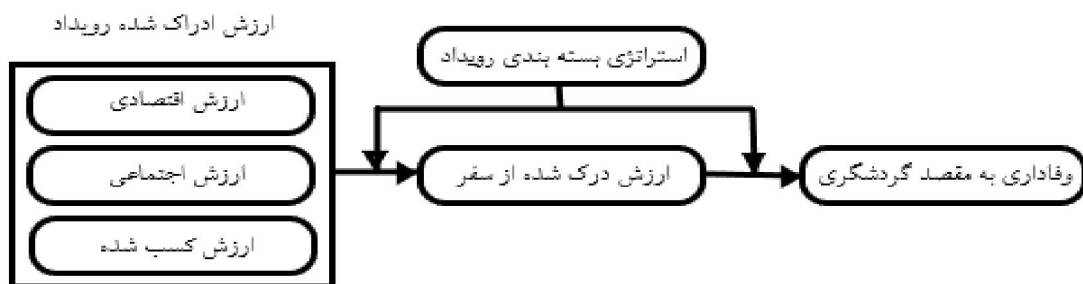 ارزش ادراک شده رویداد
استراتژی بسته بندی رویداد
ارزش اقتصادی
ارزش اجتماعی
ارزش درک شده از سفر
وفاداری به مقصد گردشگری
ارزش کسب شده